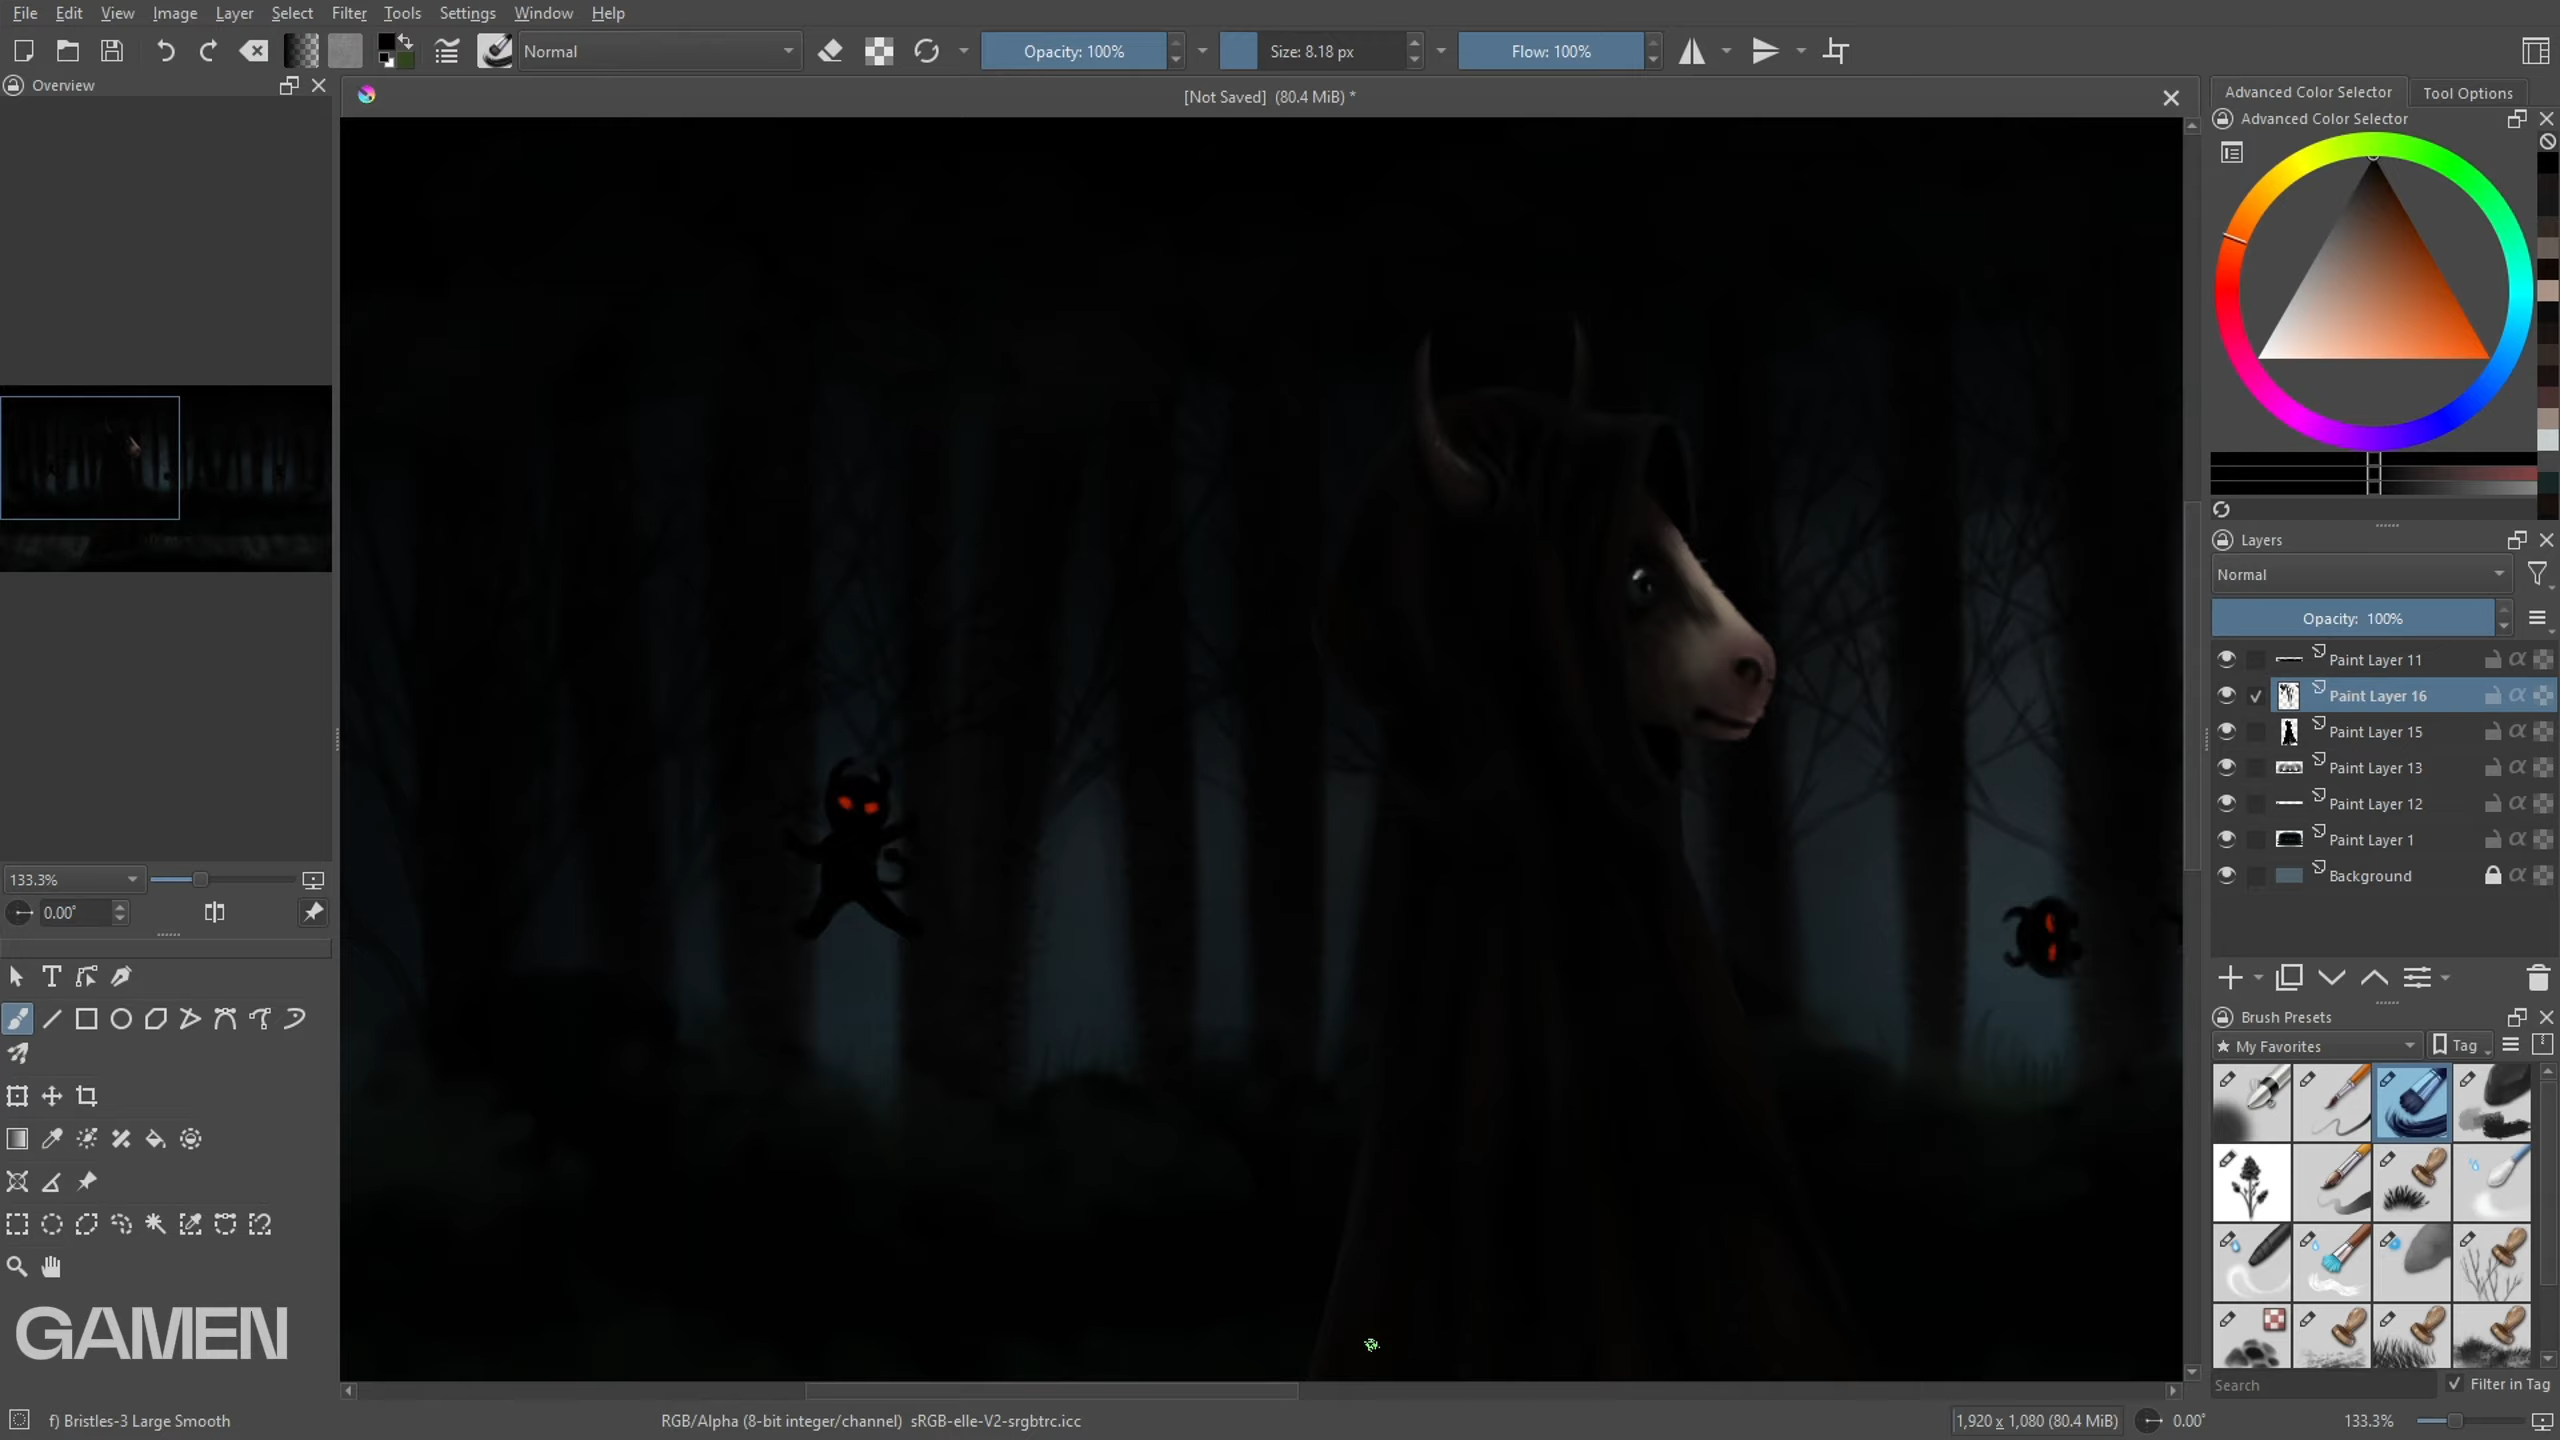 File Edit View Image Layer Select Filter Tools Settings Window Help
Normal Opacity: 100% Size: 8.18 px Flow: 100%
Overview
[Not Saved] (80.4 MiB) *
Advanced Color Selector Tool Options
Advanced Color Selector
Layers
Normal
Opacity: 100%
Paint Layer 11
Paint Layer 16
Paint Layer 15
Paint Layer 13
Paint Layer 12
Paint Layer 1
Background
133.3%
0.00°
Brush Presets
My Favorites Tag
GAMEN
Search Filter in Tag
f) Bristles-3 Large Smooth RGB/Alpha (8-bit integer/channel) sRGB-elle-V2-srgbtrc.icc 1,920 x 1,080 (80.4 MiB) 0.00° 133.3%